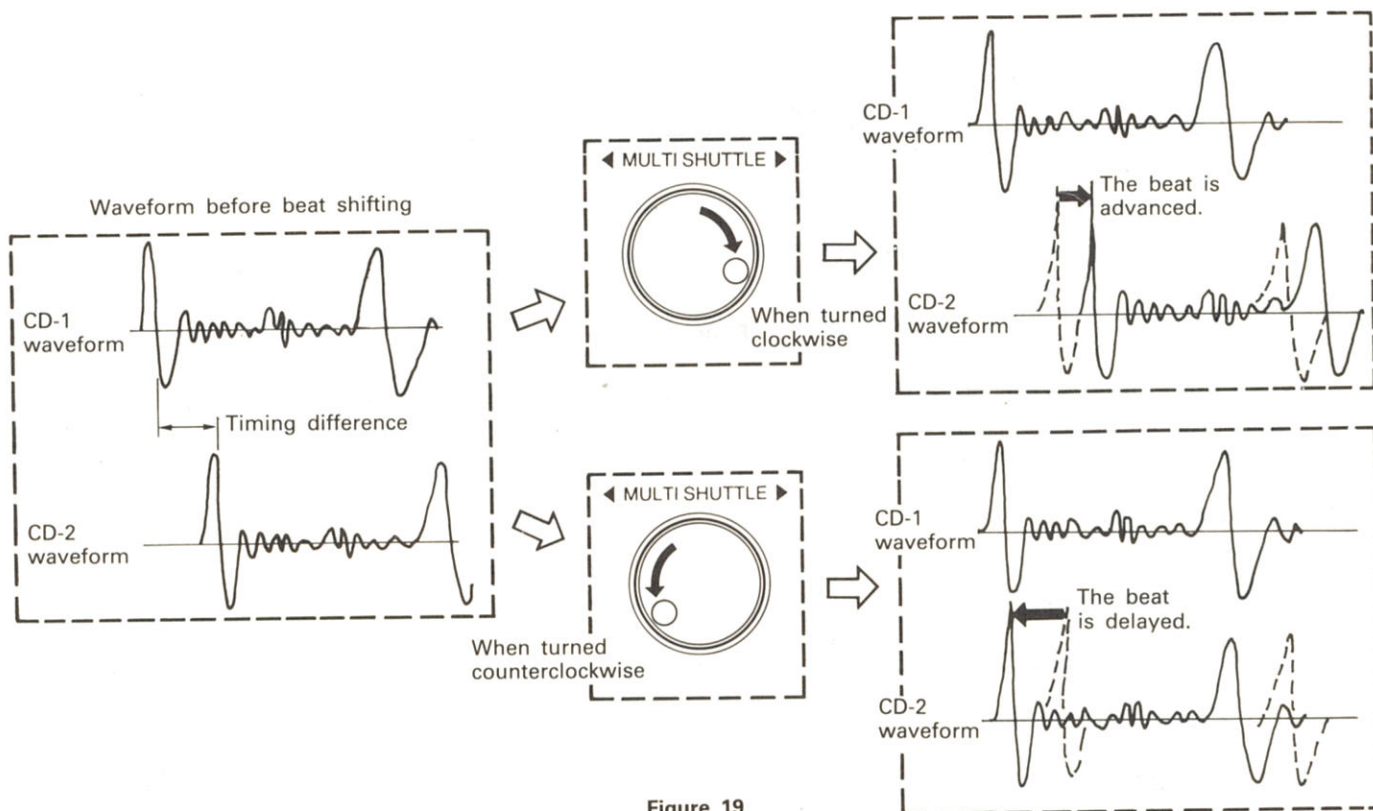 Waveform before beat shifting
CD-1
waveform
Timing difference
CD-2
waveform
◀ MULTI SHUTTLE ▶
When turned
clockwise
◀ MULTI SHUTTLE ▶
When turned
counterclockwise
CD-1
waveform
The beat is
advanced.
CD-2
waveform
CD-1
waveform
The beat
is delayed.
CD-2
waveform
Figure 19